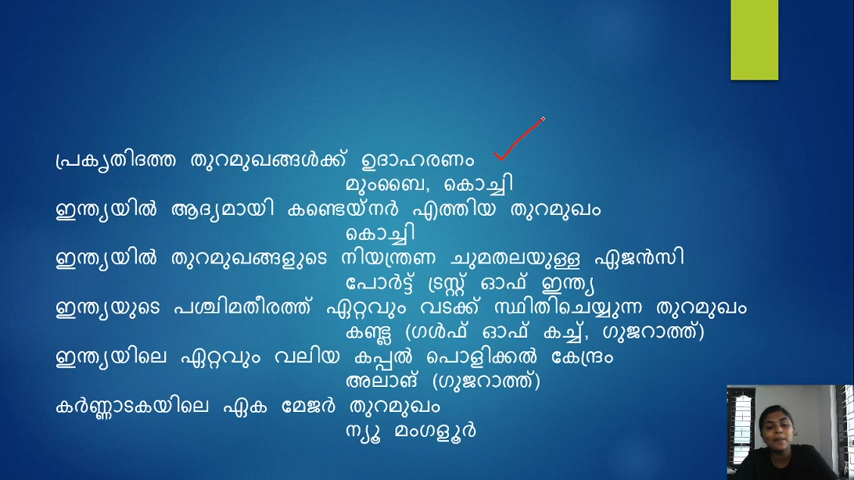 പ്രകൃതിദത്ത തുറമുഖങ്ങൾക്ക് ഉദാഹരണം
മുംബൈ, കൊച്ചി
ഇന്ത്യയിൽ ആദ്യമായി കണ്ടെയ്നർ എത്തിയ തുറമുഖം
കൊച്ചി
ഇന്ത്യയിൽ തുറമുഖങ്ങളുടെ നിയന്ത്രണ ചുമതലയുള്ള ഏജൻസി
പോർട്ട് ട്രസ്റ്റ് ഓഫ് ഇന്ത്യ
ഇന്ത്യയുടെ പശ്ചിമതീരത്ത് ഏറ്റവും വടക്ക് സ്ഥിതിചെയ്യുന്ന തുറമുഖം
കണ്ട്ല (ഗൾഫ് ഓഫ് കച്ച്, ഗുജറാത്ത്)
ഇന്ത്യയിലെ ഏറ്റവും വലിയ കപ്പൽ പൊളിക്കൽ കേന്ദ്രം
അലാങ് (ഗുജറാത്ത്)
കർണ്ണാടകയിലെ ഏക മേജർ തുറമുഖം
ന്യൂ മംഗളൂർ